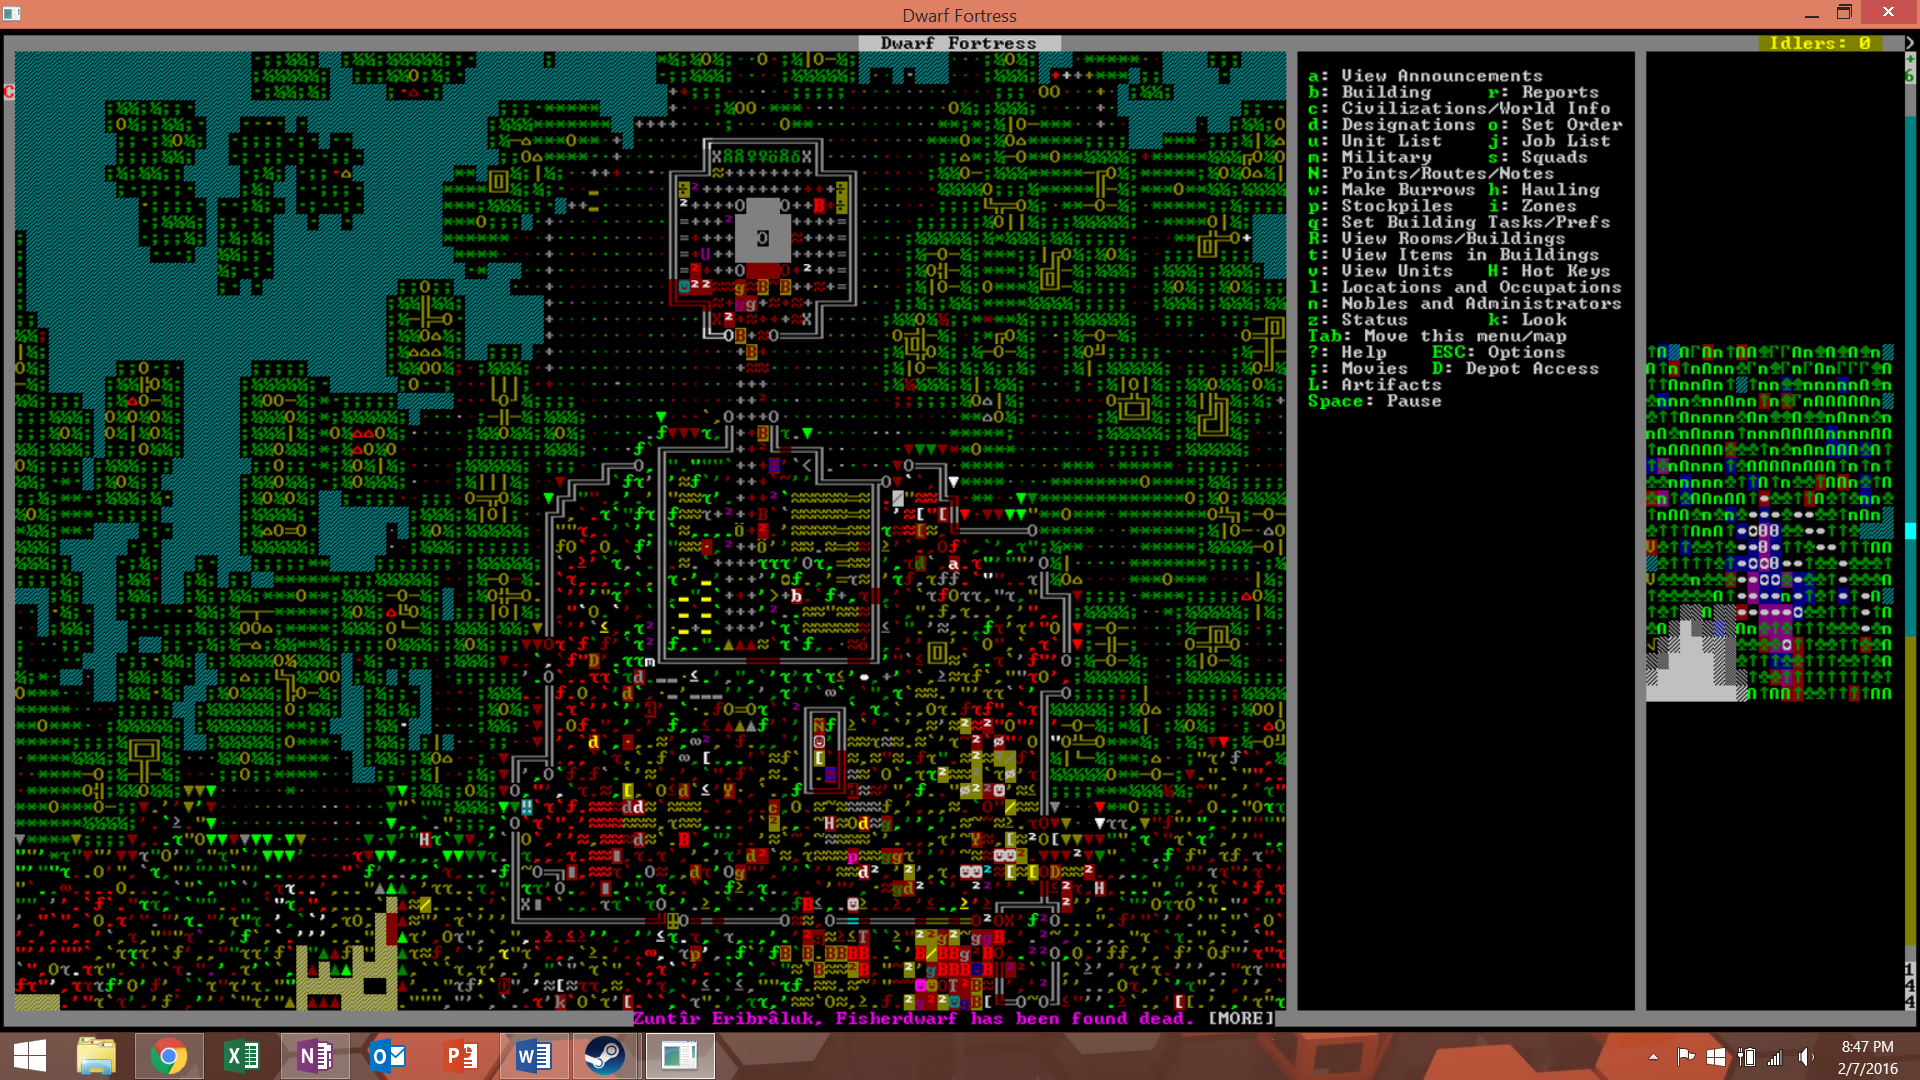 Dwarf Fortress
Dwarf Fortress
Idlers: 0
a: View Announcements
b: Building r: Reports
c: Civilizations/World Info
d: Designations o: Set Order
u: Unit List j: Job List
m: Military s: Squads
N: Points/Routes/Notes
w: Make Burrows h: Hauling
p: Stockpiles i: Zones
q: Set Building Tasks/Prefs
R: View Rooms/Buildings
t: View Items in Buildings
v: View Units H: Hot Keys
l: Locations and Occupations
n: Nobles and Administrators
z: Status k: Look
Tab: Move this menu/map
?: Help ESC: Options
;: Movies D: Depot Access
L: Artifacts
Space: Pause
Zuntîr Eribrâluk, Fisherdwarf has been found dead. [MORE]
8:47 PM
2/7/2016